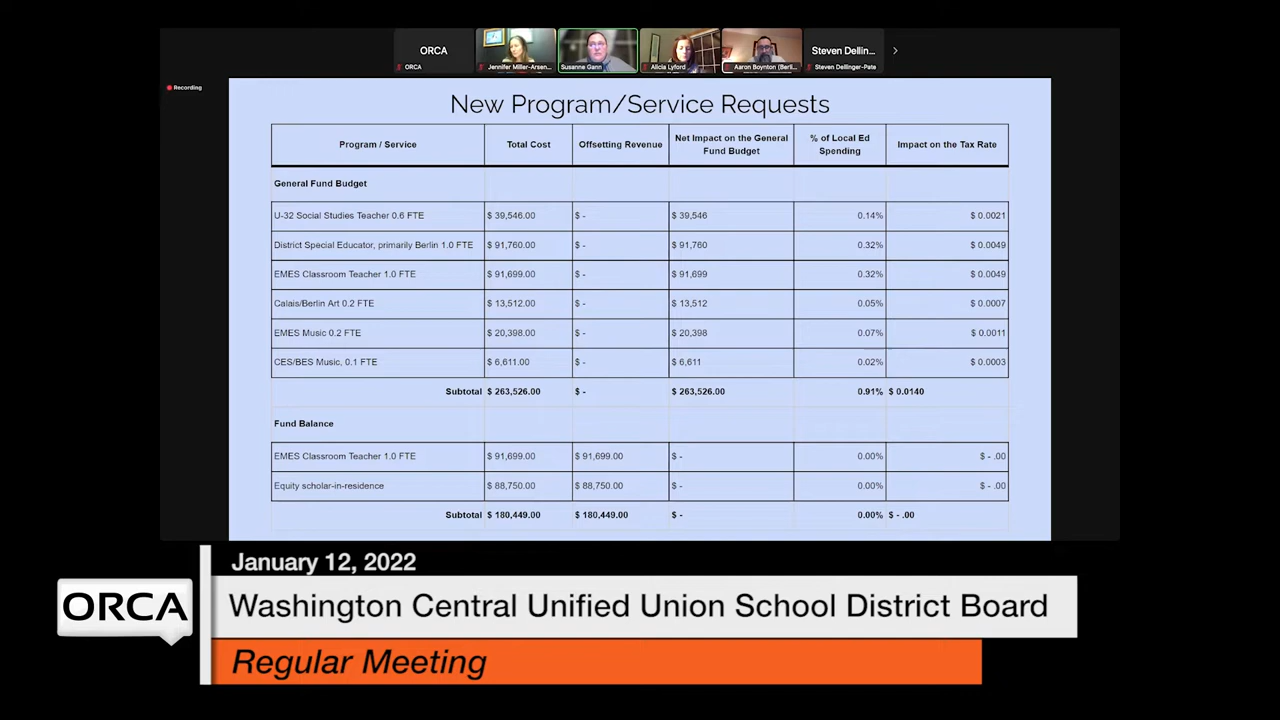 ORCA
Steven Dellin...
ORCA
Jennifer Miller-Arsen...
Susanne Gann
Alicia Lyford
Aaron Boynton (Berli...
Steven Dellinger-Pate
Recording
New Program/Service Requests
Program / Service Total Cost Offsetting Revenue Net Impact on the General Fund Budget % of Local Ed Spending Impact on the Tax Rate
General Fund Budget
U-32 Social Studies Teacher 0.6 FTE $ 39,546.00 $ - $ 39,546 0.14% $ 0.0021
District Special Educator, primarily Berlin 1.0 FTE $ 91,760.00 $ - $ 91,760 0.32% $ 0.0049
EMES Classroom Teacher 1.0 FTE $ 91,699.00 $ - $ 91,699 0.32% $ 0.0049
Calais/Berlin Art 0.2 FTE $ 13,512.00 $ - $ 13,512 0.05% $ 0.0007
EMES Music 0.2 FTE $ 20,398.00 $ - $ 20,398 0.07% $ 0.0011
CES/BES Music, 0.1 FTE $ 6,611.00 $ - $ 6,611 0.02% $ 0.0003
Subtotal $ 263,526.00 $ - $ 263,526.00 0.91% $ 0.0140
Fund Balance
EMES Classroom Teacher 1.0 FTE $ 91,699.00 $ 91,699.00 $ - 0.00% $ - .00
Equity scholar-in-residence $ 88,750.00 $ 88,750.00 $ - 0.00% $ - .00
Subtotal $ 180,449.00 $ 180,449.00 $ - 0.00% $ - .00
January 12, 2022
ORCA
Washington Central Unified Union School District Board
Regular Meeting